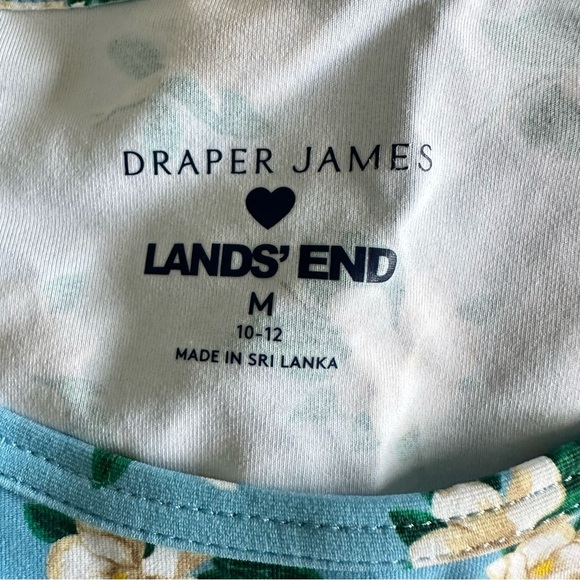 DRAPER JAMES
LANDS' END
M
10-12
MADE IN SRI LANKA